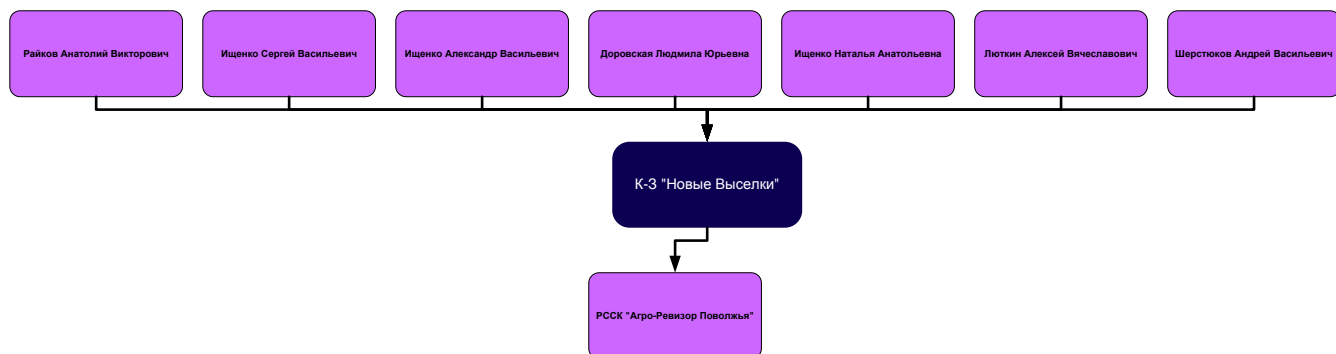 Райков Анатолий Викторович
Ищенко Сергей Васильевич
Ищенко Александр Васильевич
Доровская Людмила Юрьевна
Ищенко Наталья Анатольевна
Люткин Алексей Вячеславович
Шерстюков Андрей Васильевич
К-З "Новые Выселки"
РССК "Агро-Ревизор Поволжья"